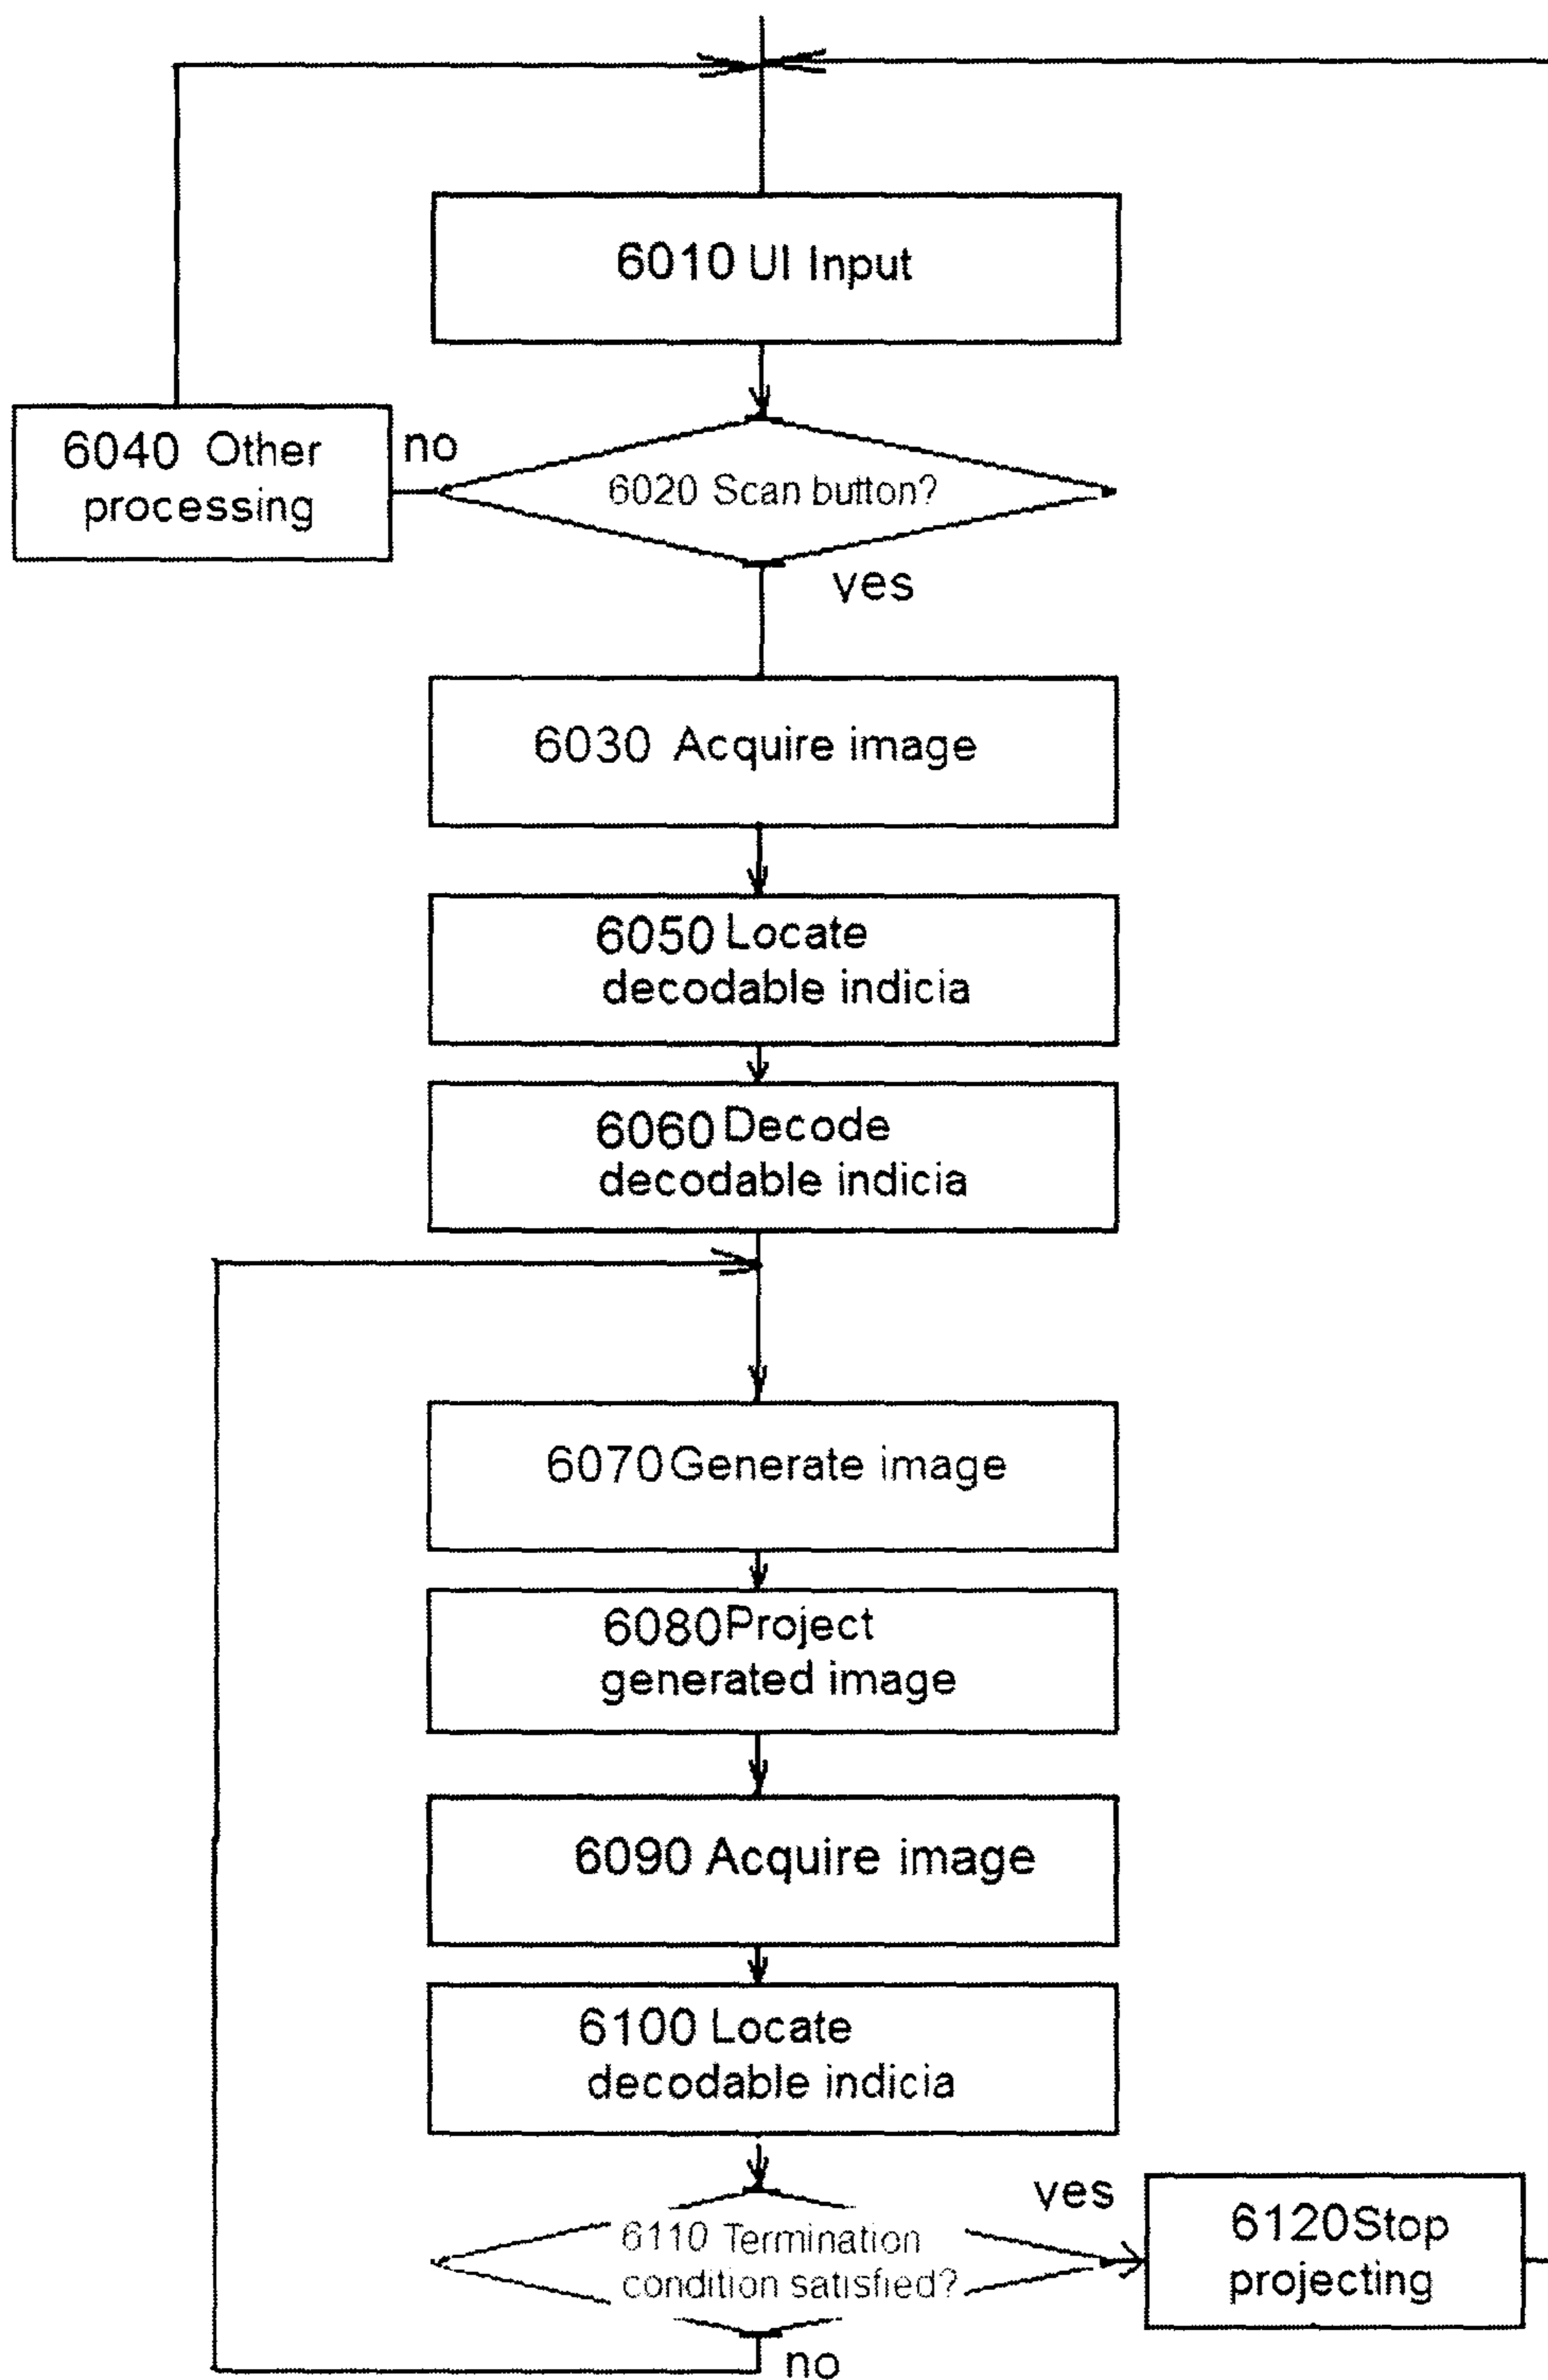 6010 UI Input
6040 Other
processing
no
6020 Scan button?
yes
6030 Acquire image
6050 Locate
decodable indicia
6060 Decode
decodable indicia
6070 Generate image
6080 Project
generated image
6090 Acquire image
6100 Locate
decodable indicia
6110 Termination
condition satisfied?
yes
6120 Stop
projecting
no